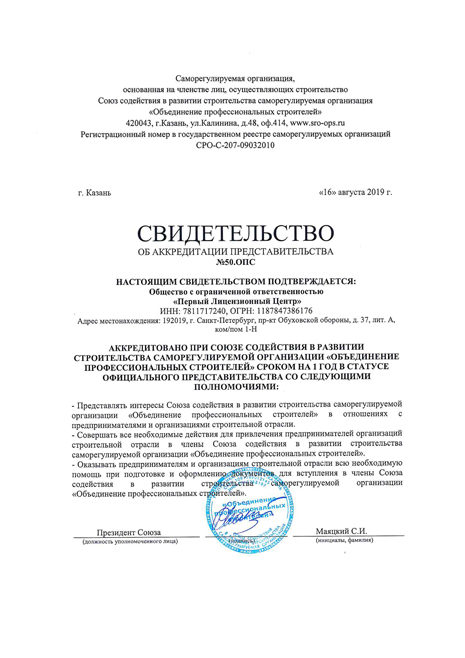 Саморегулируемая организация,
основанная на членстве лиц, осуществляющих строительство
Союз содействия в развитии строительства саморегулируемая организация
«Объединение профессиональных строителей»
420043, г.Казань, ул.Калинина, д.48, оф.414, www.sro-ops.ru
Регистрационный номер в государственном реестре саморегулируемых организаций
СРО-С-207-09032010
г. Казань «16» августа 2019 г.
СВИДЕТЕЛЬСТВО
ОБ АККРЕДИТАЦИИ ПРЕДСТАВИТЕЛЬСТВА
№50.ОПС
НАСТОЯЩИМ СВИДЕТЕЛЬСТВОМ ПОДТВЕРЖДАЕТСЯ:
Общество с ограниченной ответственностью
«Первый Лицензионный Центр»
ИНН: 7811717240, ОГРН: 1187847386176
Адрес местонахождения: 192019, г. Санкт-Петербург, пр-кт Обуховской обороны, д. 37, лит. А,
ком/пом 1-Н
АККРЕДИТОВАНО ПРИ СОЮЗЕ СОДЕЙСТВИЯ В РАЗВИТИИ
СТРОИТЕЛЬСТВА САМОРЕГУЛИРУЕМОЙ ОРГАНИЗАЦИИ «ОБЪЕДИНЕНИЕ
ПРОФЕССИОНАЛЬНЫХ СТРОИТЕЛЕЙ» СРОКОМ НА 1 ГОД В СТАТУСЕ
ОФИЦИАЛЬНОГО ПРЕДСТАВИТЕЛЬСТВА СО СЛЕДУЮЩИМИ
ПОЛНОМОЧИЯМИ:
- Представлять интересы Союза содействия в развитии строительства саморегулируемой
организации «Объединение профессиональных строителей» в отношениях с
предпринимателями и организациями строительной отрасли.
- Совершать все необходимые действия для привлечения предпринимателей организаций
строительной отрасли в члены Союза содействия в развитии строительства
саморегулируемой организации «Объединение профессиональных строителей».
- Оказывать предпринимателям и организациям строительной отрасли всю необходимую
помощь при подготовке и оформлению документов для вступления в члены Союза
содействия в развитии строительства саморегулируемой организации
«Объединение профессиональных строителей».
«Объединение
профессиональных
Президент Союза Маяцкий С.И.
(должность уполномоченного лица) (подпись) (инициалы, фамилия)